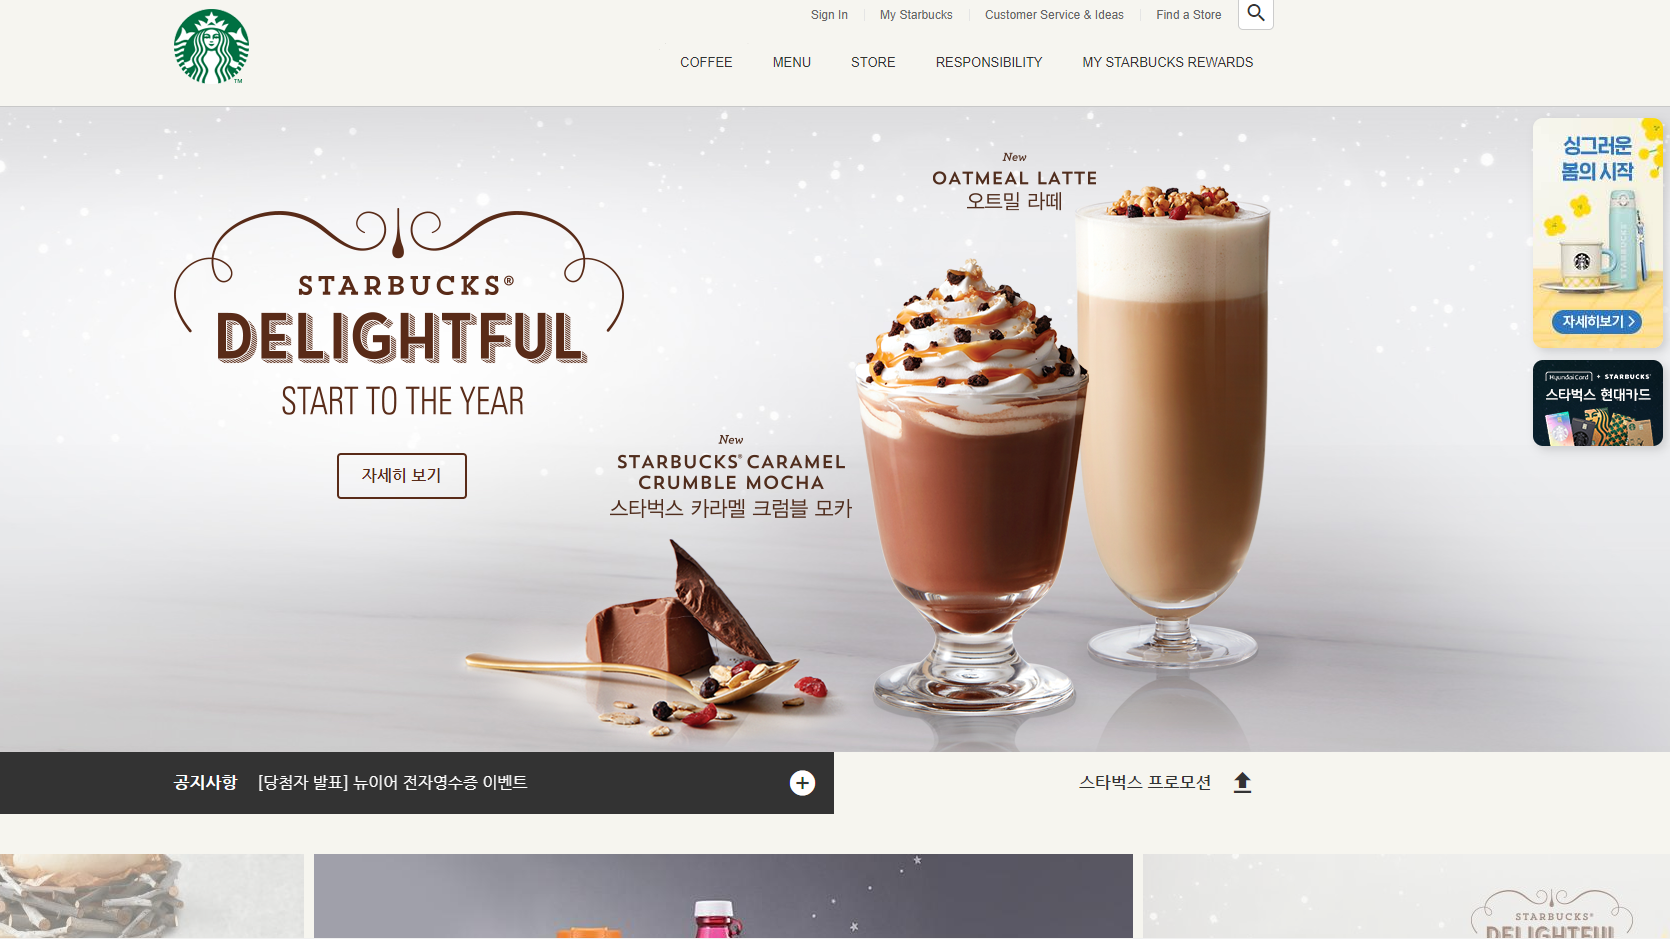 Sign In
My Starbucks
Customer Service & Ideas
Find a Store
TM
COFFEE
MENU
STORE
RESPONSIBILITY
MY STARBUCKS REWARDS
STARBUCKS®
DELIGHTFUL
START TO THE YEAR
자세히 보기
New
OATMEAL LATTE
오트밀 라떼
New
STARBUCKS® CARAMEL
CRUMBLE MOCHA
스타벅스 카라멜 크럼블 모카
싱그러운
봄의 시작
STARBUCKS
자세히보기 >
HyundaiCard + STARBUCKS
스타벅스 현대카드
공지사항 [당첨자 발표] 뉴이어 전자영수증 이벤트
스타벅스 프로모션
STARBUCKS®
DELIGHTFUL